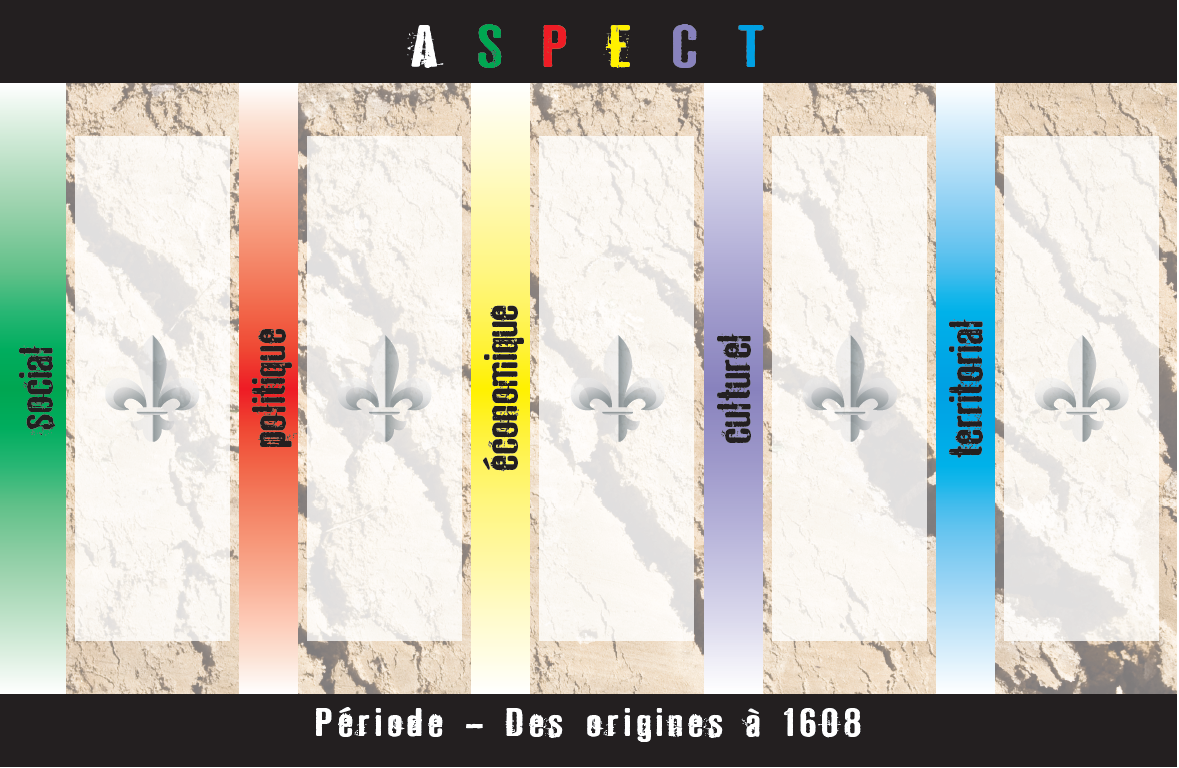 A S P E C T
social
politique
économique
culturel
territorial
Période – Des origines à 1608